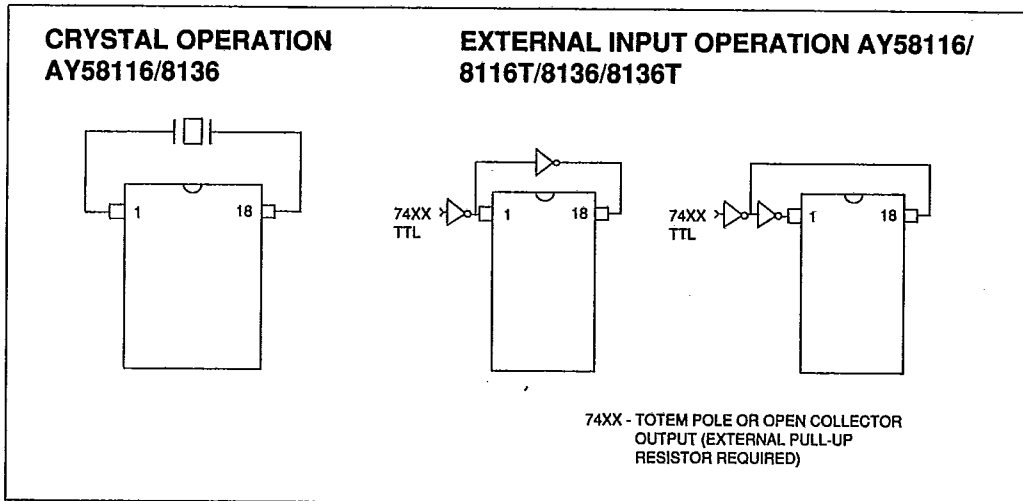 CRYSTAL OPERATION
AY58116/8136
EXTERNAL INPUT OPERATION AY58116/
8116T/8136/8136T
1 18
74XX
TTL
1 18
74XX
TTL
1 18
74XX - TOTEM POLE OR OPEN COLLECTOR
OUTPUT (EXTERNAL PULL-UP
RESISTOR REQUIRED)